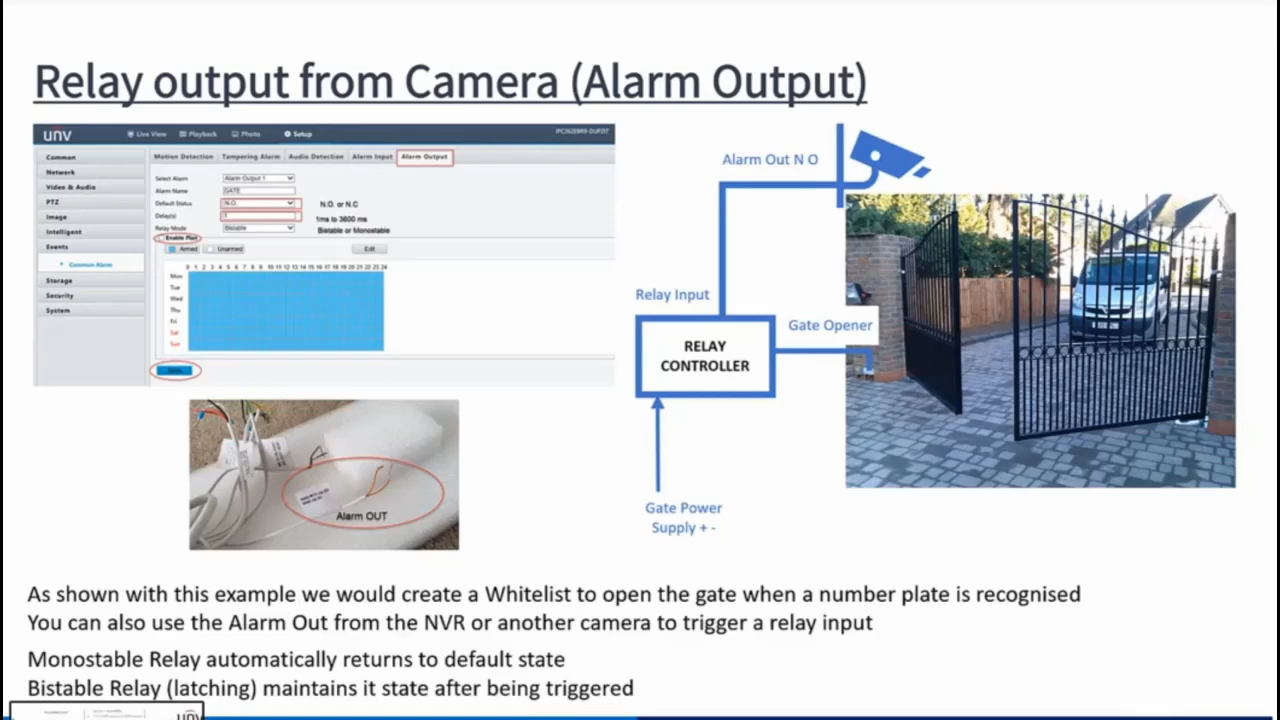 Relay output from Camera (Alarm Output)
unv
Live View Playback Photo Setup
Common
Network
Video & Audio
PTZ
Image
Intelligent
Events
Common Alarm
Storage
Security
System
Motion Detection Tampering Alarm Audio Detection Alarm Input Alarm Output
Select Alarm Alarm Output 1
Alarm Name GATE
Default Status N.O. N.O. or N.C
Delay(s) 1 1ms to 3600 ms
Relay Mode Bistable Bistable or Monostable
Enable Plan
Armed Unarmed Edit
0 1 2 3 4 5 6 7 8 9 10 11 12 13 14 15 16 17 18 19 20 21 22 23 24
Mon
Tue
Wed
Thu
Fri
Sat
Sun
Alarm OUT
Alarm Out N O
Relay Input
Gate Opener
RELAY
CONTROLLER
Gate Power
Supply + -
As shown with this example we would create a Whitelist to open the gate when a number plate is recognised
You can also use the Alarm Out from the NVR or another camera to trigger a relay input
Monostable Relay automatically returns to default state
Bistable Relay (latching) maintains it state after being triggered
unv